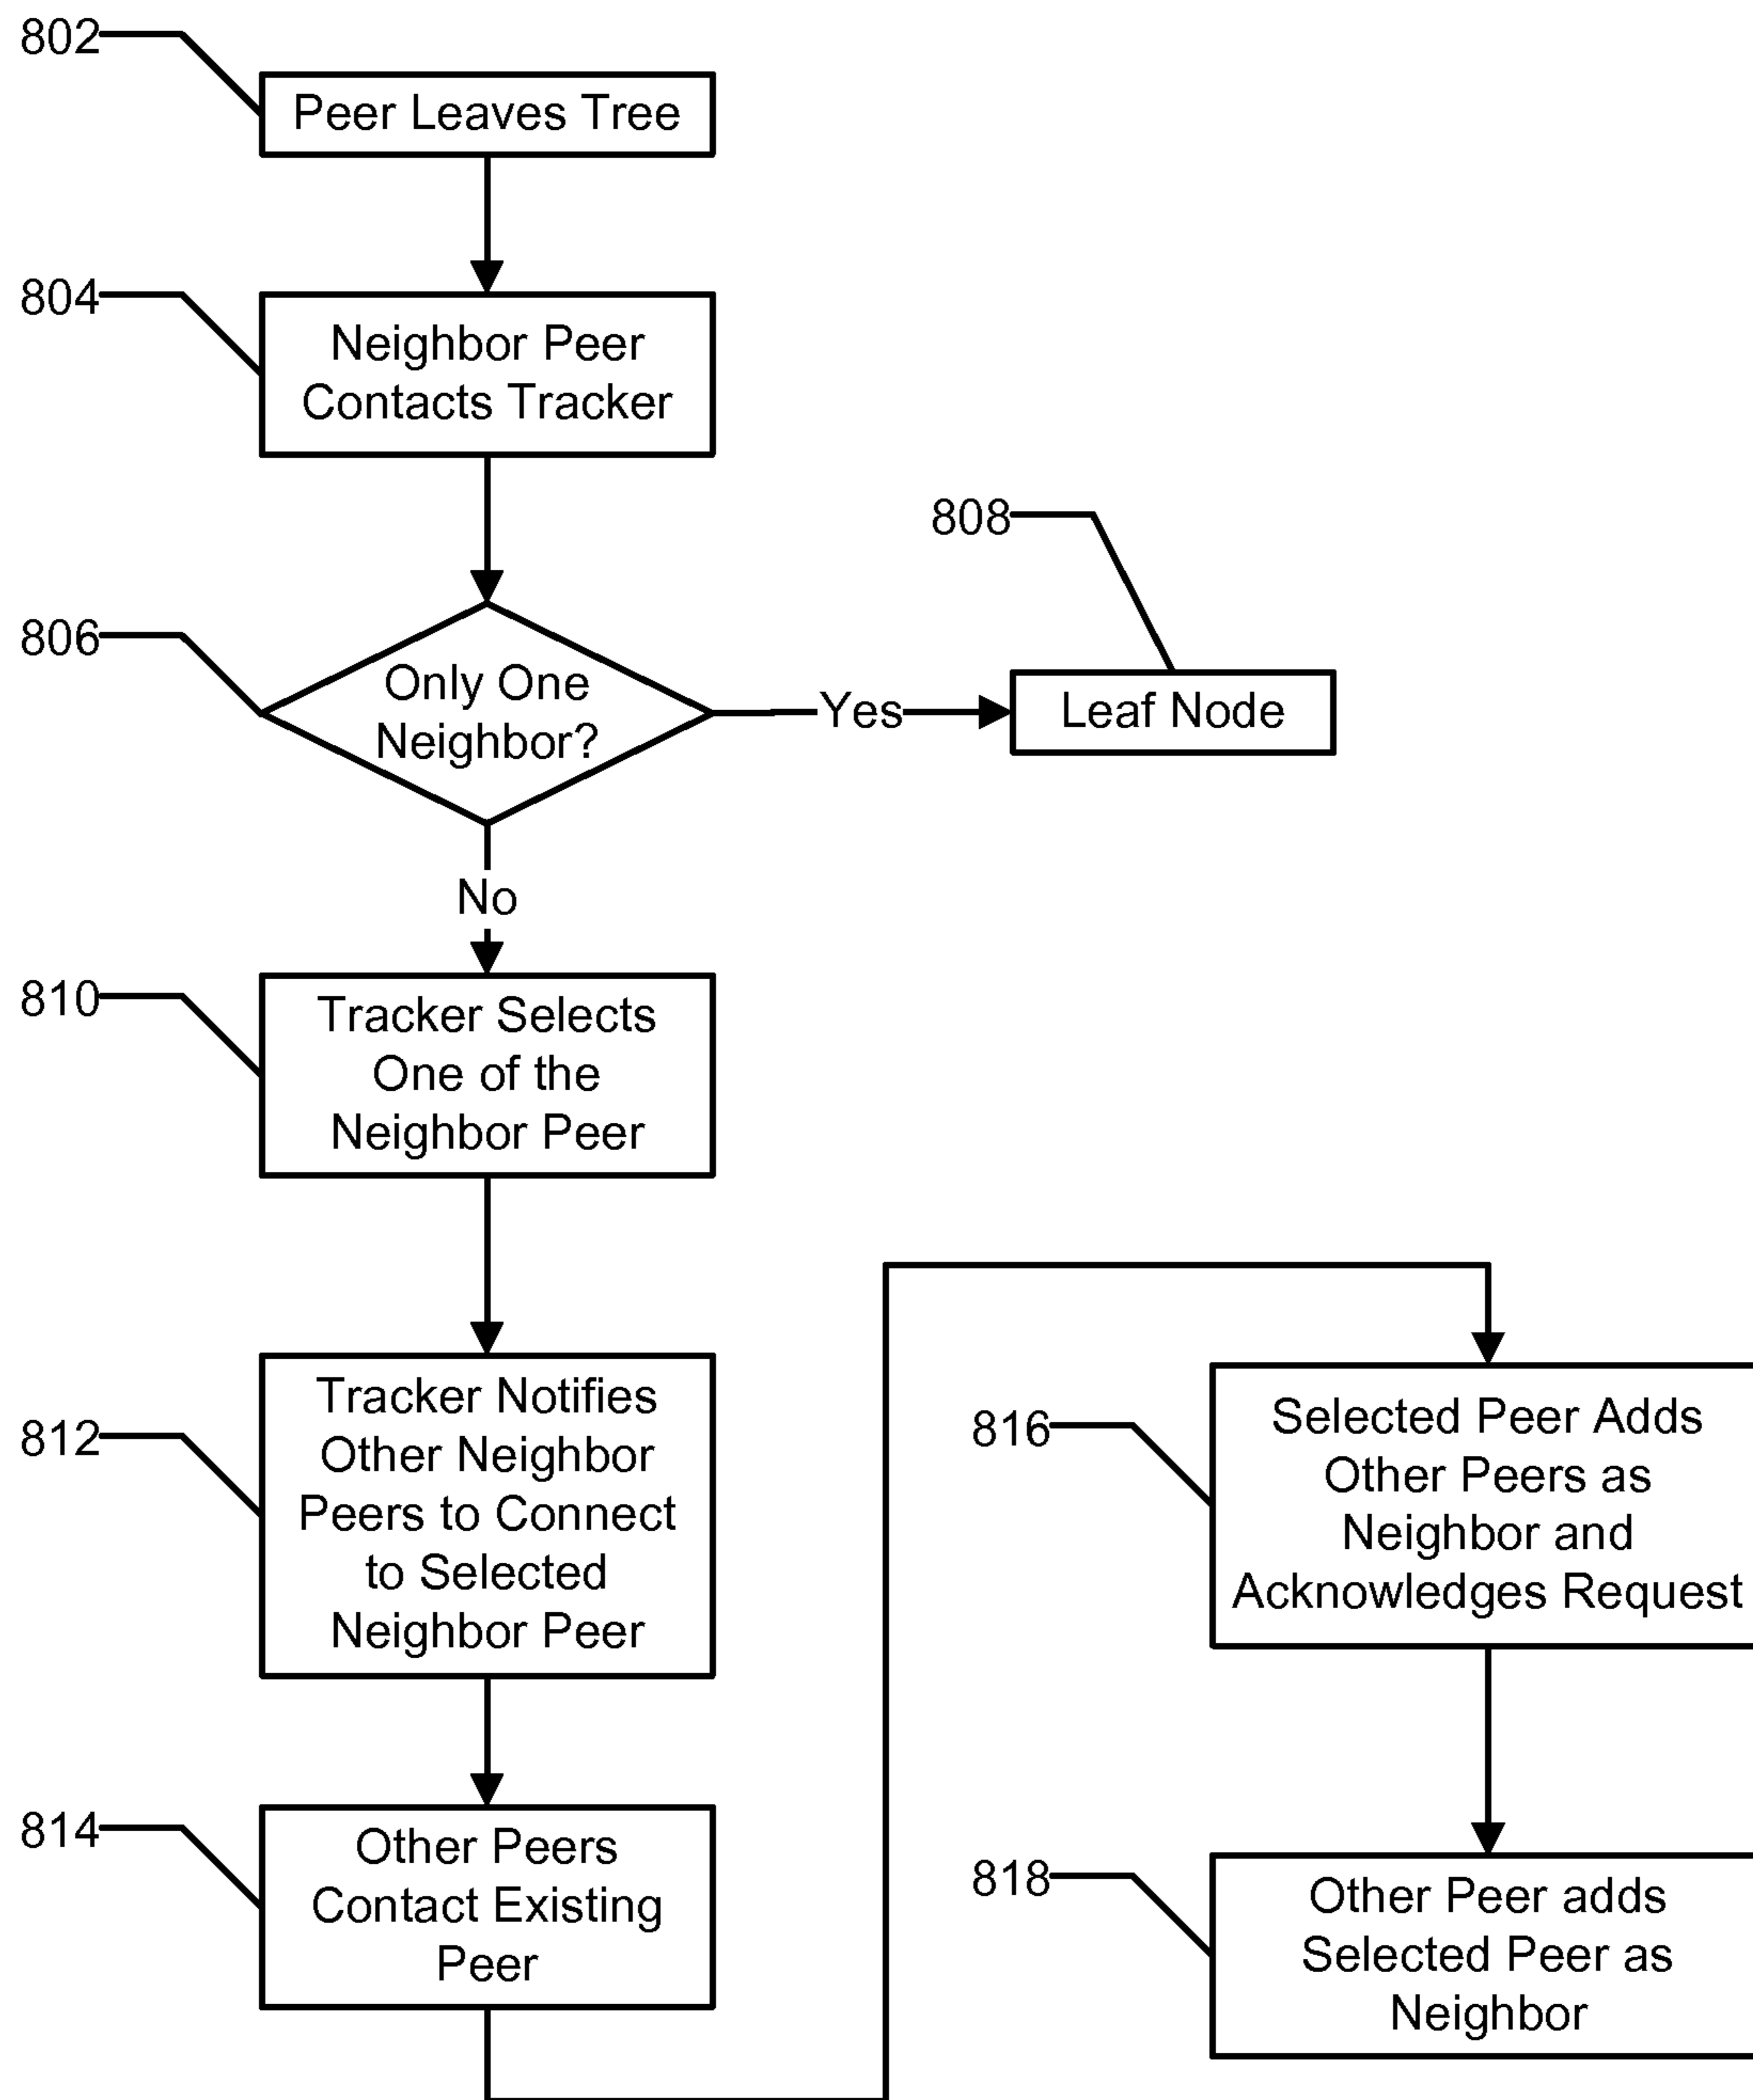 802
Peer Leaves Tree
804
Neighbor Peer
Contacts Tracker
806
Only One
Neighbor?
Yes
808
Leaf Node
No
810
Tracker Selects
One of the
Neighbor Peer
812
Tracker Notifies
Other Neighbor
Peers to Connect
to Selected
Neighbor Peer
814
Other Peers
Contact Existing
Peer
816
Selected Peer Adds
Other Peers as
Neighbor and
Acknowledges Request
818
Other Peer adds
Selected Peer as
Neighbor